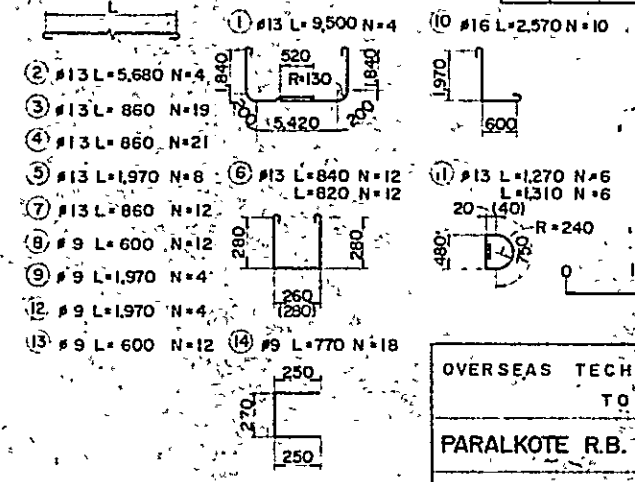 L
② ø13 L=5,680 N=4
③ ø13 L=860 N=19
④ ø13 L=860 N=21
⑤ ø13 L=1,970 N=8
⑦ ø13 L=860 N=12
⑧ ø9 L=600 N=12
⑨ ø9 L=1,970 N=4
⑫ ø9 L=1,970 N=4
⑬ ø9 L=600 N=12
① ø13 L=9,500 N=4
1,840
520
R=130
1,840
200
5,420
200
⑥ ø13 L=840 N=12
L=820 N=12
280
280
260
(280)
⑭ ø9 L=770 N=18
250
270
250
⑩ ø16 L=2,570 N=10
1,970
600
⑪ ø13 L=1,270 N=6
L=1,310 N=6
20 (40)
R=240
480
750
0
OVERSEAS TECH
TO
PARALKOTE R.B.